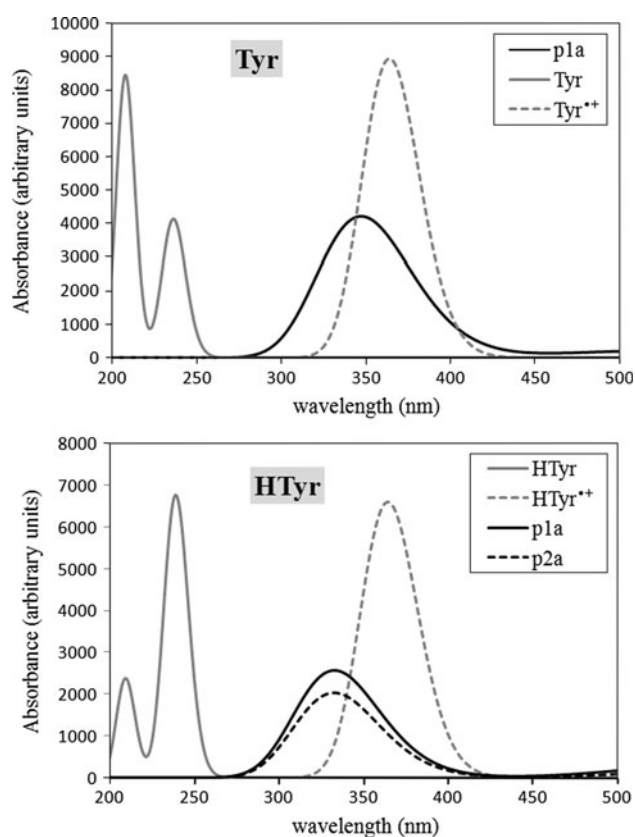 Tyr
p1a
Tyr
Tyr•+
10000
9000
8000
7000
6000
5000
4000
3000
2000
1000
0
Absorbance (arbitrary units)
200 250 300 350 400 450 500
wavelength (nm)
HTyr
HTyr
HTyr•+
p1a
p2a
8000
7000
6000
5000
4000
3000
2000
1000
0
Absorbance (arbitrary units)
200 250 300 350 400 450 500
wavelength (nm)